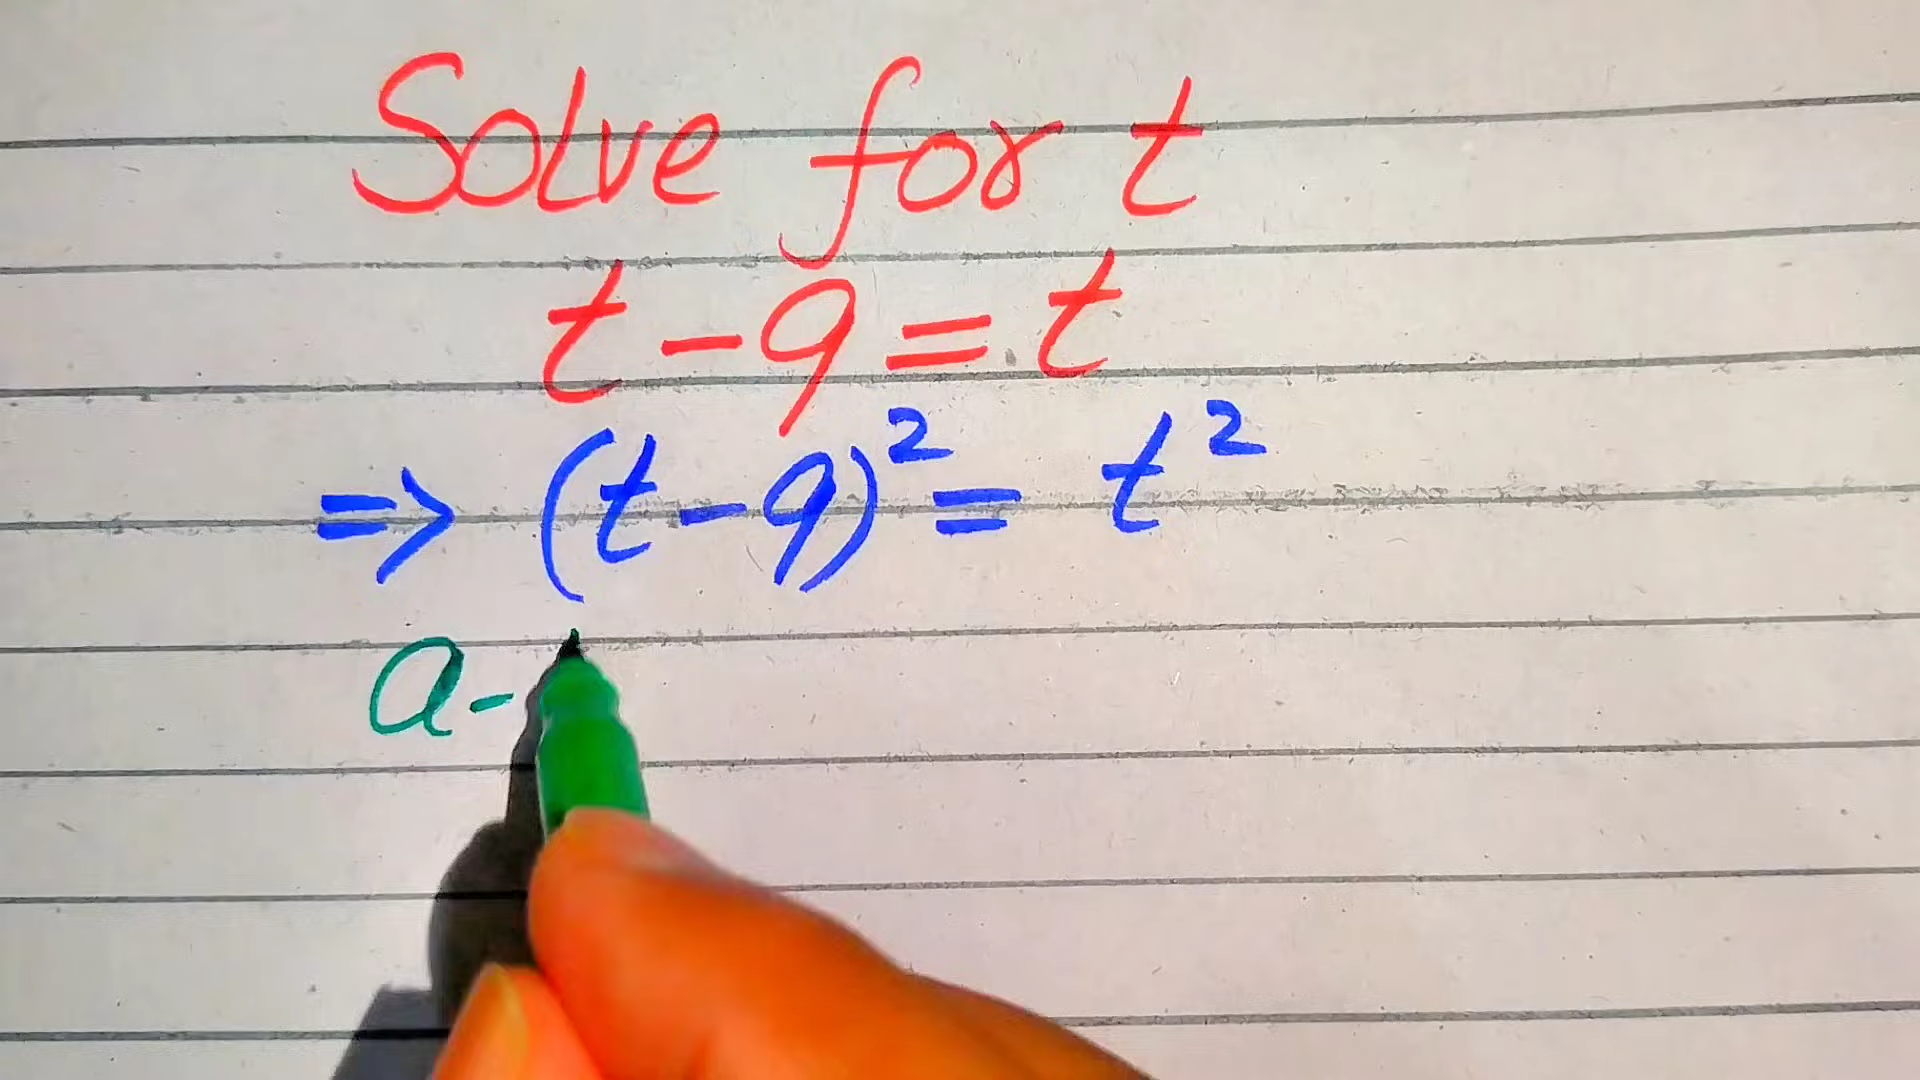 Solve for t
t - 9 = t
=> (t - 9)² = t²
a -